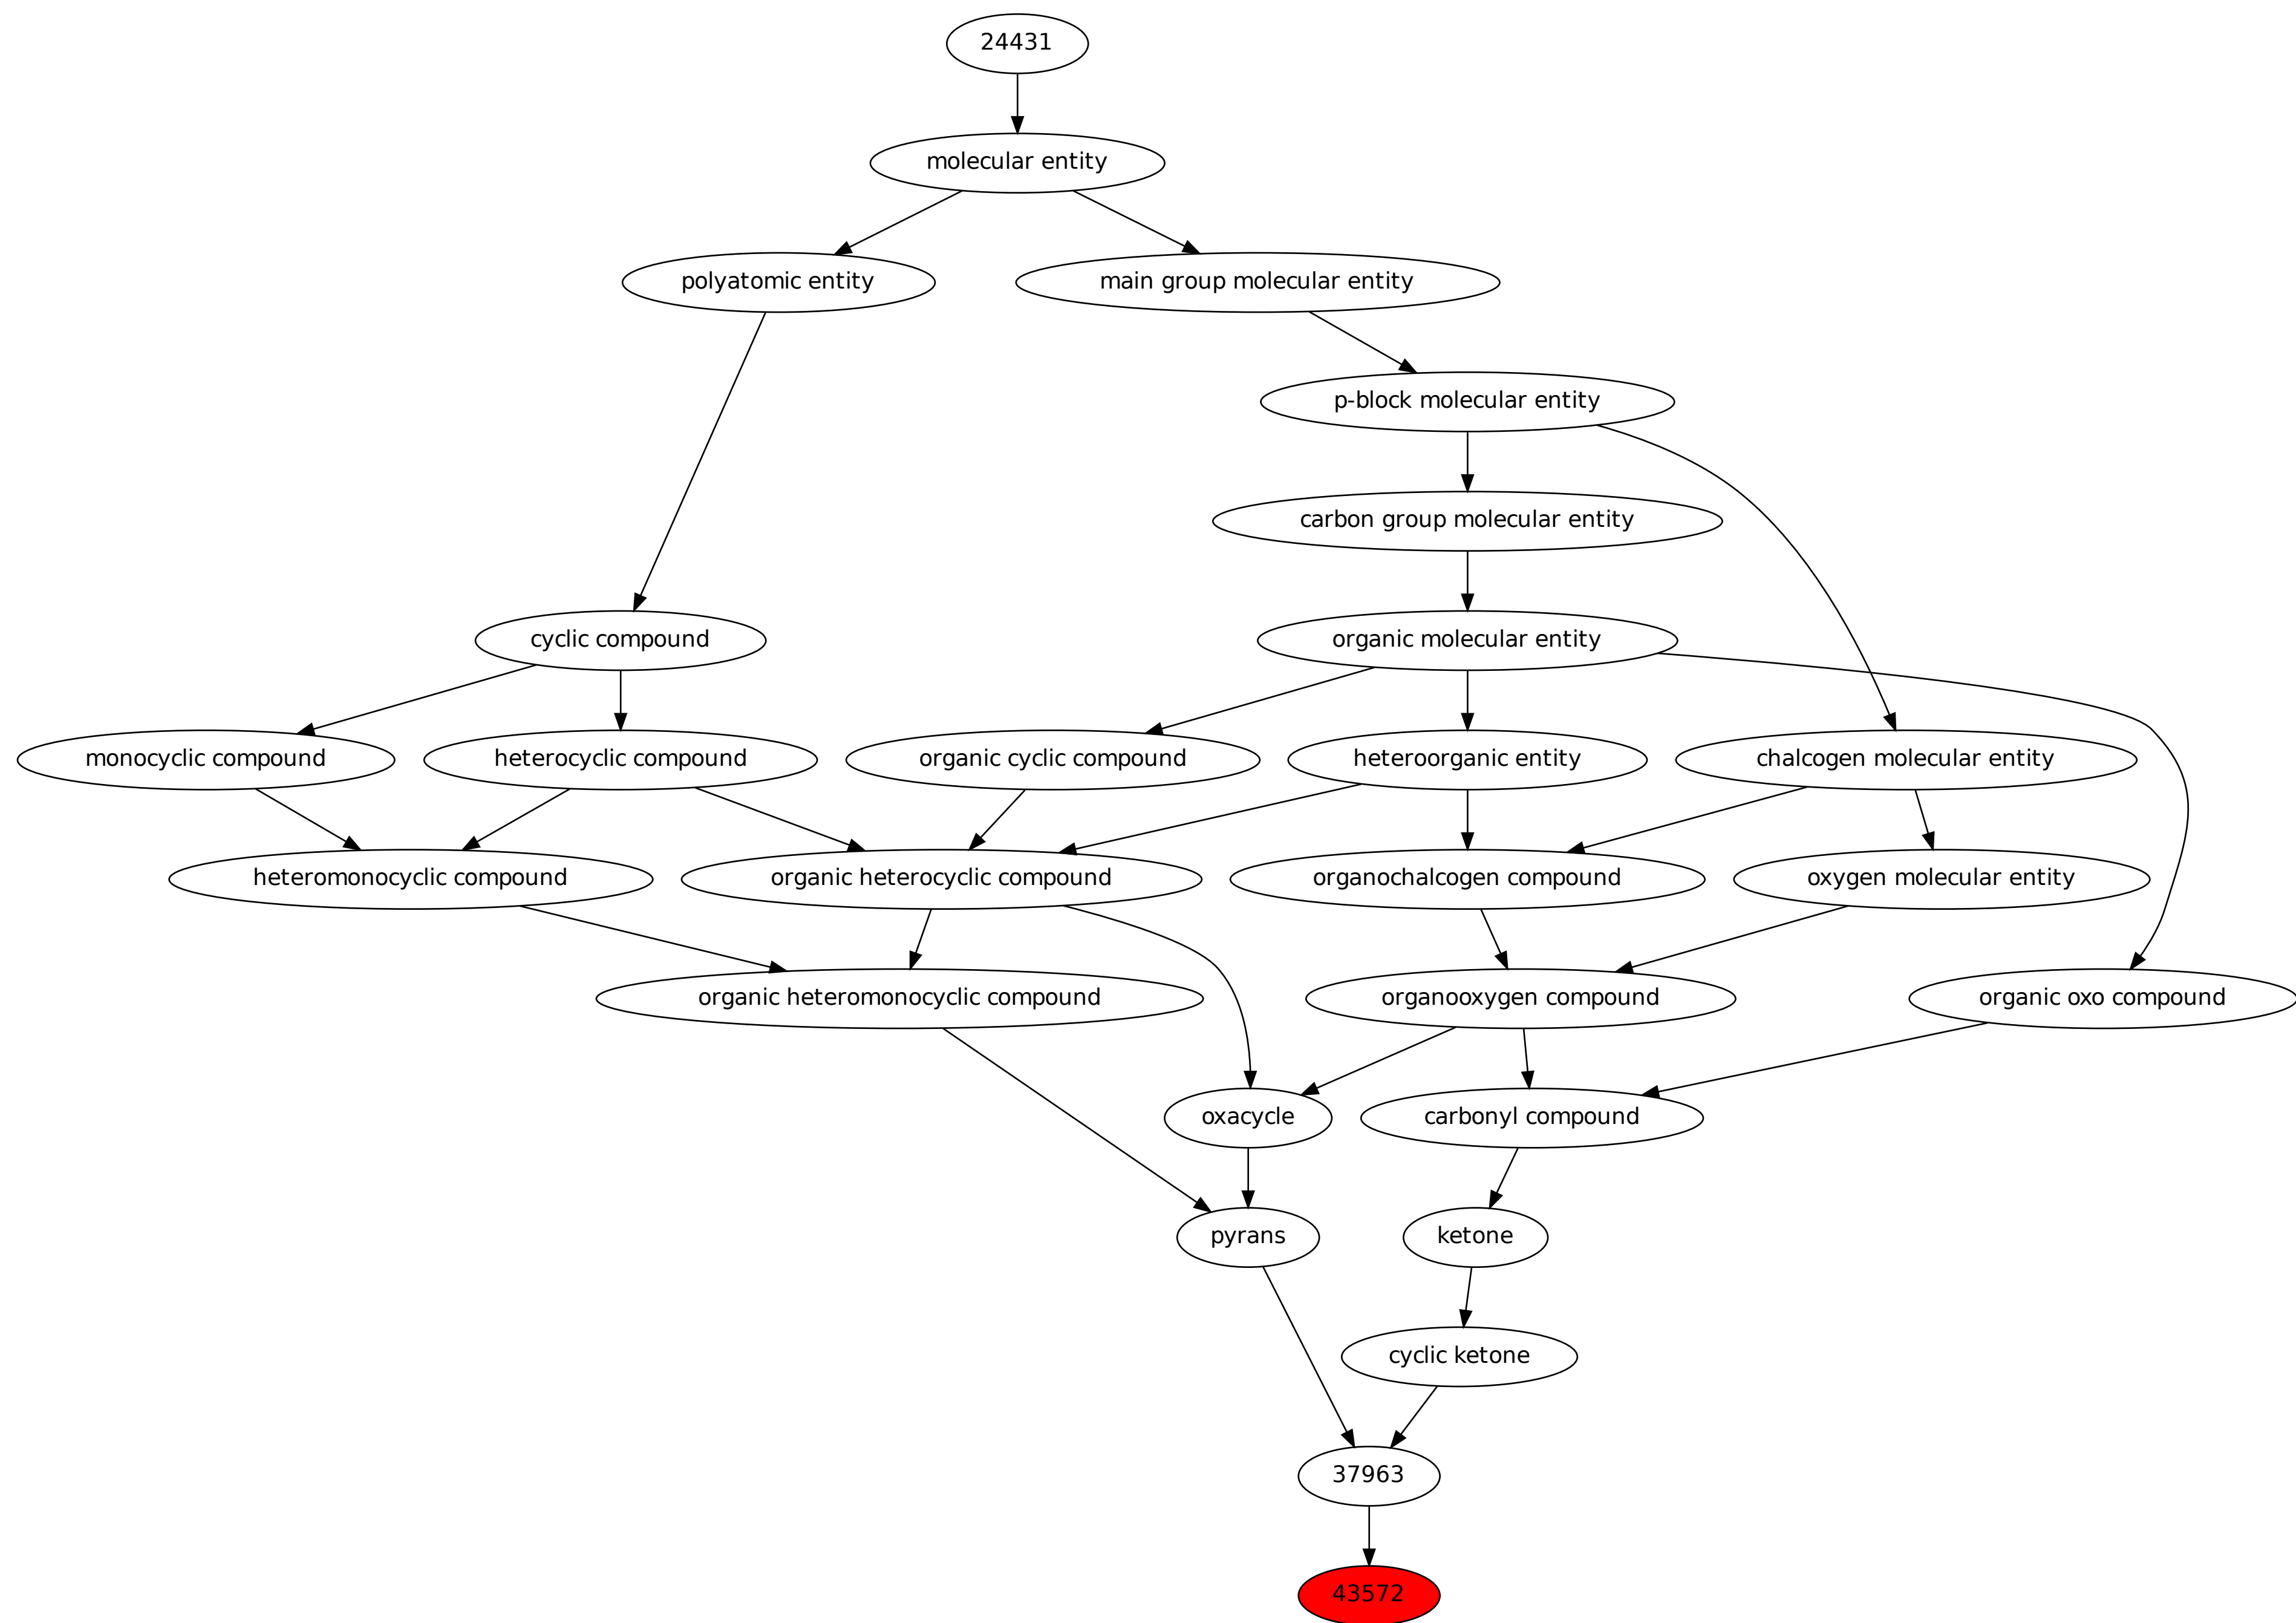 24431
molecular entity
polyatomic entity
main group molecular entity
p-block molecular entity
carbon group molecular entity
cyclic compound
organic molecular entity
monocyclic compound
heterocyclic compound
organic cyclic compound
heteroorganic entity
chalcogen molecular entity
heteromonocyclic compound
organic heterocyclic compound
organochalcogen compound
oxygen molecular entity
organic heteromonocyclic compound
organooxygen compound
organic oxo compound
oxacycle
carbonyl compound
pyrans
ketone
cyclic ketone
37963
43572